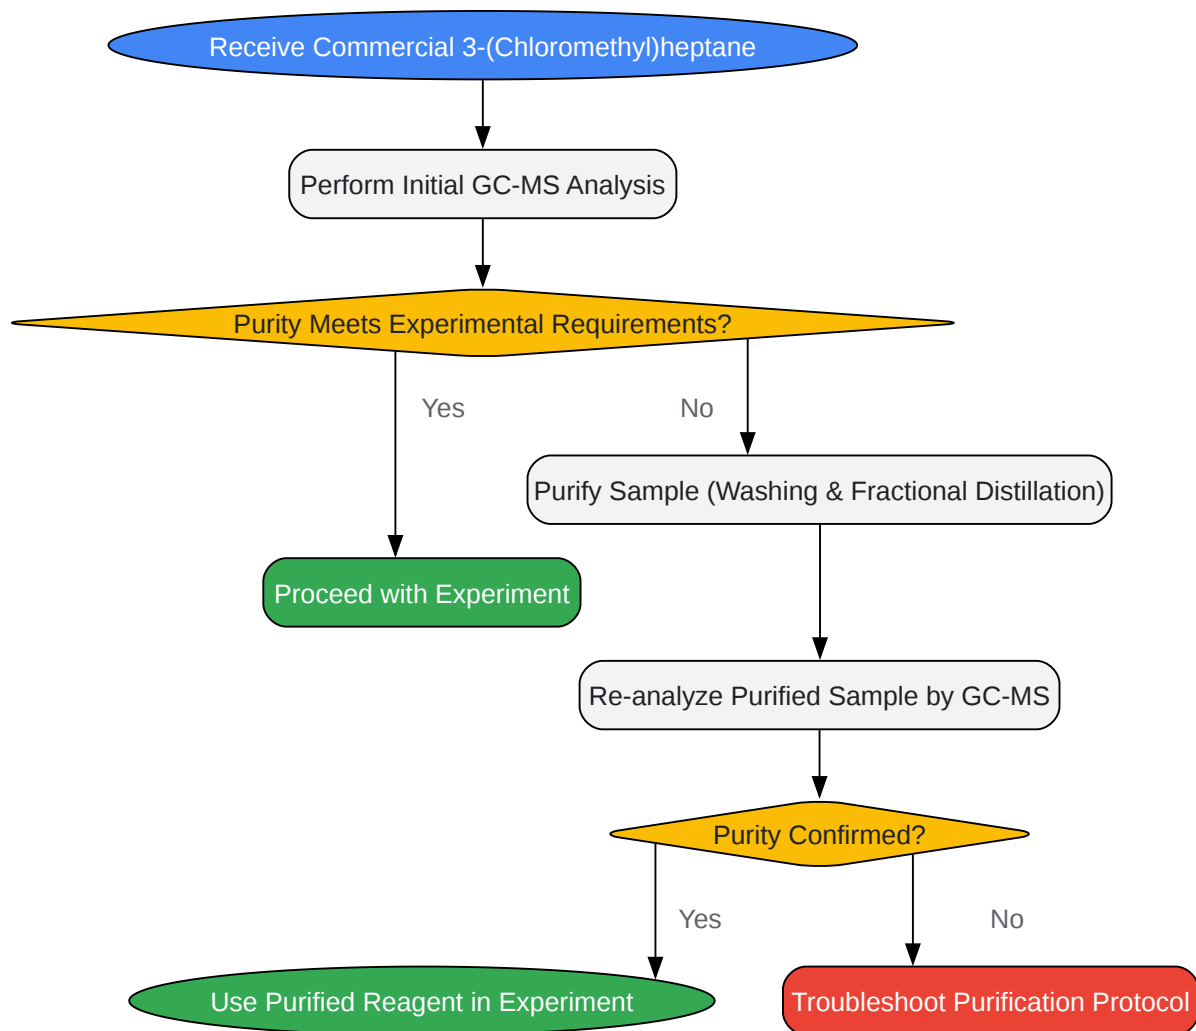 Receive Commercial 3-(Chloromethyl)heptane
Perform Initial GC-MS Analysis
Purity Meets Experimental Requirements?
Yes
No
Purify Sample (Washing & Fractional Distillation)
Proceed with Experiment
Re-analyze Purified Sample by GC-MS
Purity Confirmed?
Yes
No
Use Purified Reagent in Experiment
Troubleshoot Purification Protocol